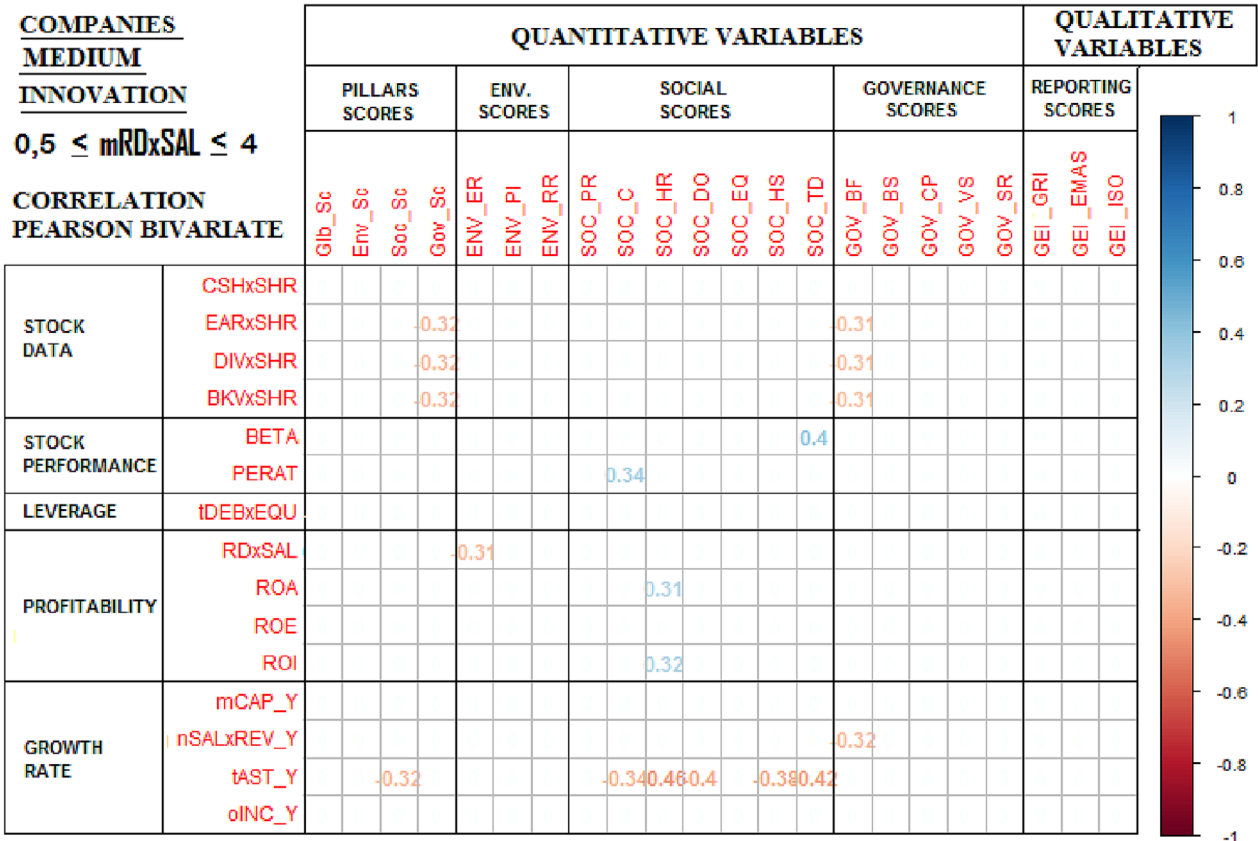 COMPANIES
MEDIUM
INNOVATION
0,5 ≤ mRDxSAL ≤ 4
CORRELATION
PEARSON BIVARIATE
QUANTITATIVE VARIABLES
QUALITATIVE
VARIABLES
PILLARS
SCORES
ENV.
SCORES
SOCIAL
SCORES
GOVERNANCE
SCORES
REPORTING
SCORES
Glb_Sc
Env_Sc
Soc_Sc
Gov_Sc
ENV_ER
ENV_PI
ENV_RR
SOC_PR
SOC_C
SOC_HR
SOC_DO
SOC_EQ
SOC_HS
SOC_TD
GOV_BF
GOV_BS
GOV_CP
GOV_VS
GOV_SR
GEI_GRI
GEI_EMAS
GEI_ISO
STOCK
DATA
CSHxSHR
EARxSHR -0.32 -0.31
DIVxSHR -0.32 -0.31
BKVxSHR -0.32 -0.31
STOCK
PERFORMANCE
BETA 0.4
PERAT 0.34
LEVERAGE
tDEBxEQU
PROFITABILITY
RDxSAL -0.31
ROA 0.31
ROE
ROI 0.32
GROWTH
RATE
mCAP_Y
nSALxREV_Y -0.32
tAST_Y -0.32 -0.34 -0.46 -0.4 -0.38 -0.42
oINC_Y
1
0.8
0.6
0.4
0.2
0
-0.2
-0.4
-0.6
-0.8
-1